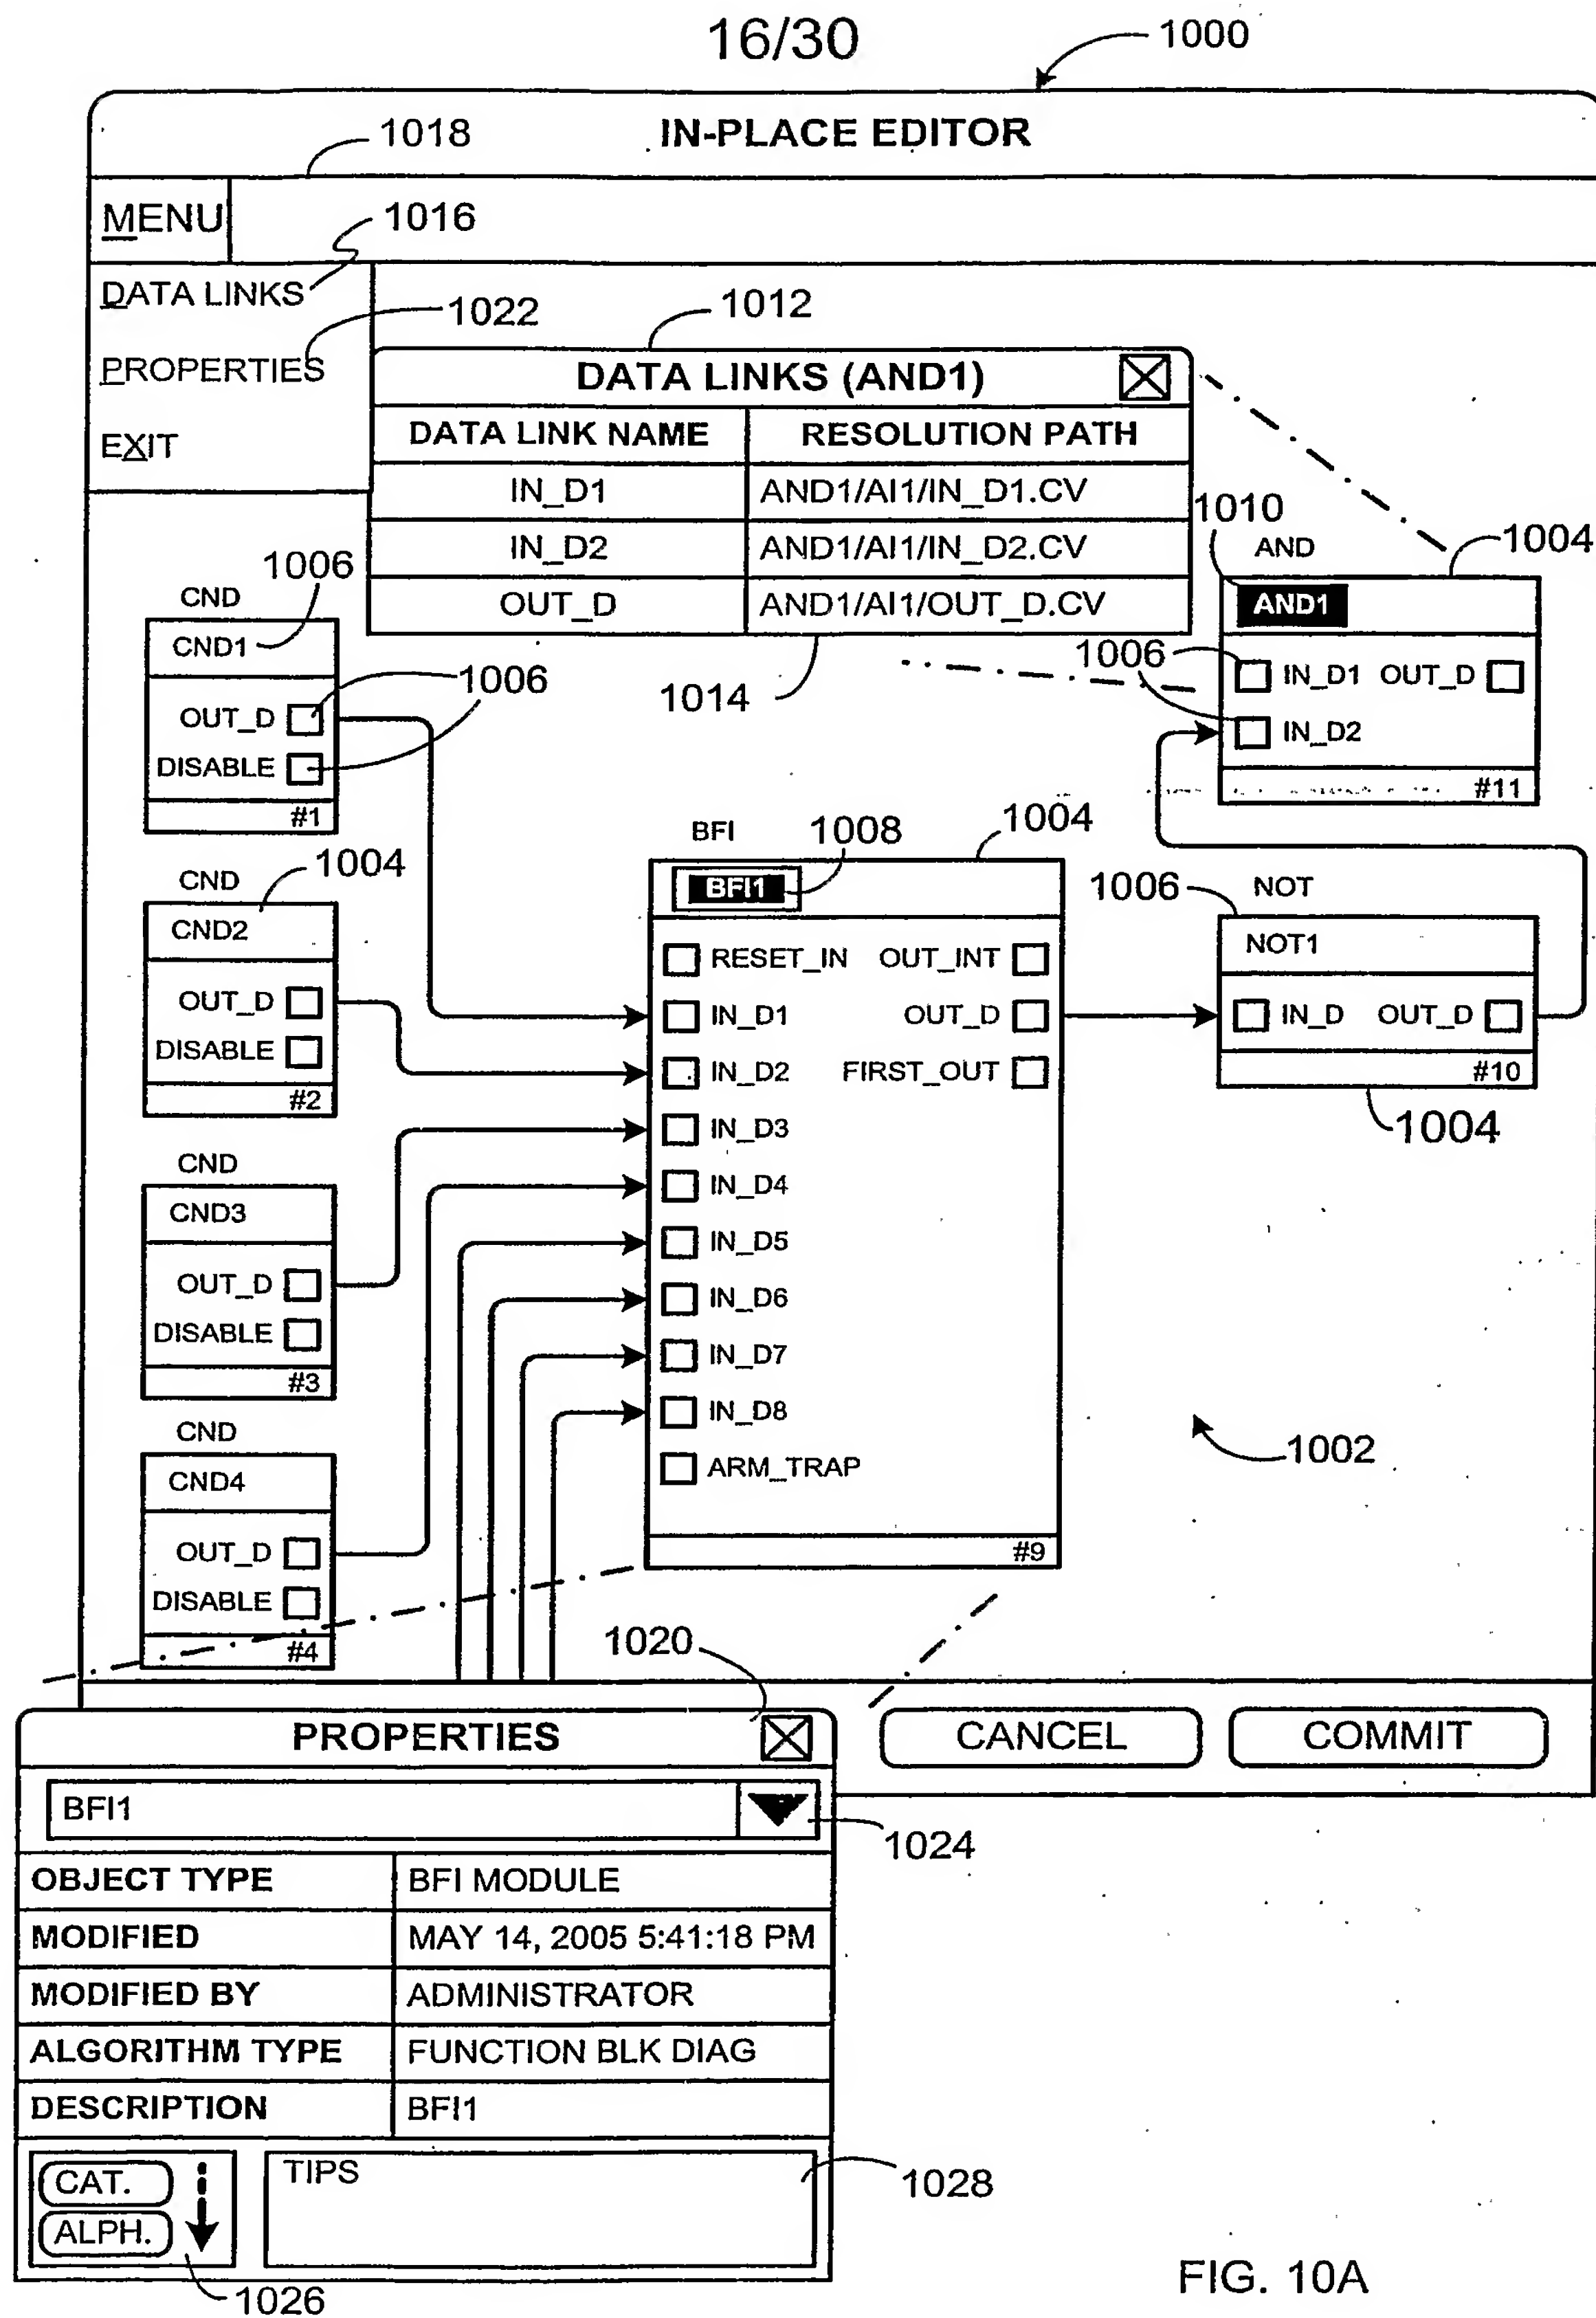 16/30
1000
IN-PLACE EDITOR
1018
MENU
1016
DATA LINKS
1022
PROPERTIES
EXIT
1012
DATA LINKS (AND1)
DATA LINK NAME RESOLUTION PATH
IN_D1 AND1/AI1/IN_D1.CV
IN_D2 AND1/AI1/IN_D2.CV
OUT_D AND1/AI1/OUT_D.CV
1014
1010
AND
1004
AND1
1006
IN_D1 OUT_D
IN_D2
#11
1006
CND
CND1
1006
OUT_D
DISABLE
#1
CND
1004
CND2
OUT_D
DISABLE
#2
CND
CND3
OUT_D
DISABLE
#3
CND
CND4
OUT_D
DISABLE
#4
BFI
1008
1004
BFI1
RESET_IN OUT_INT
IN_D1 OUT_D
IN_D2 FIRST_OUT
IN_D3
IN_D4
IN_D5
IN_D6
IN_D7
IN_D8
ARM_TRAP
#9
1006
NOT
NOT1
IN_D OUT_D
#10
1004
1002
1020
CANCEL COMMIT
PROPERTIES
BFI1
1024
OBJECT TYPE BFI MODULE
MODIFIED MAY 14, 2005 5:41:18 PM
MODIFIED BY ADMINISTRATOR
ALGORITHM TYPE FUNCTION BLK DIAG
DESCRIPTION BFI1
CAT.
ALPH.
TIPS
1028
1026
FIG. 10A